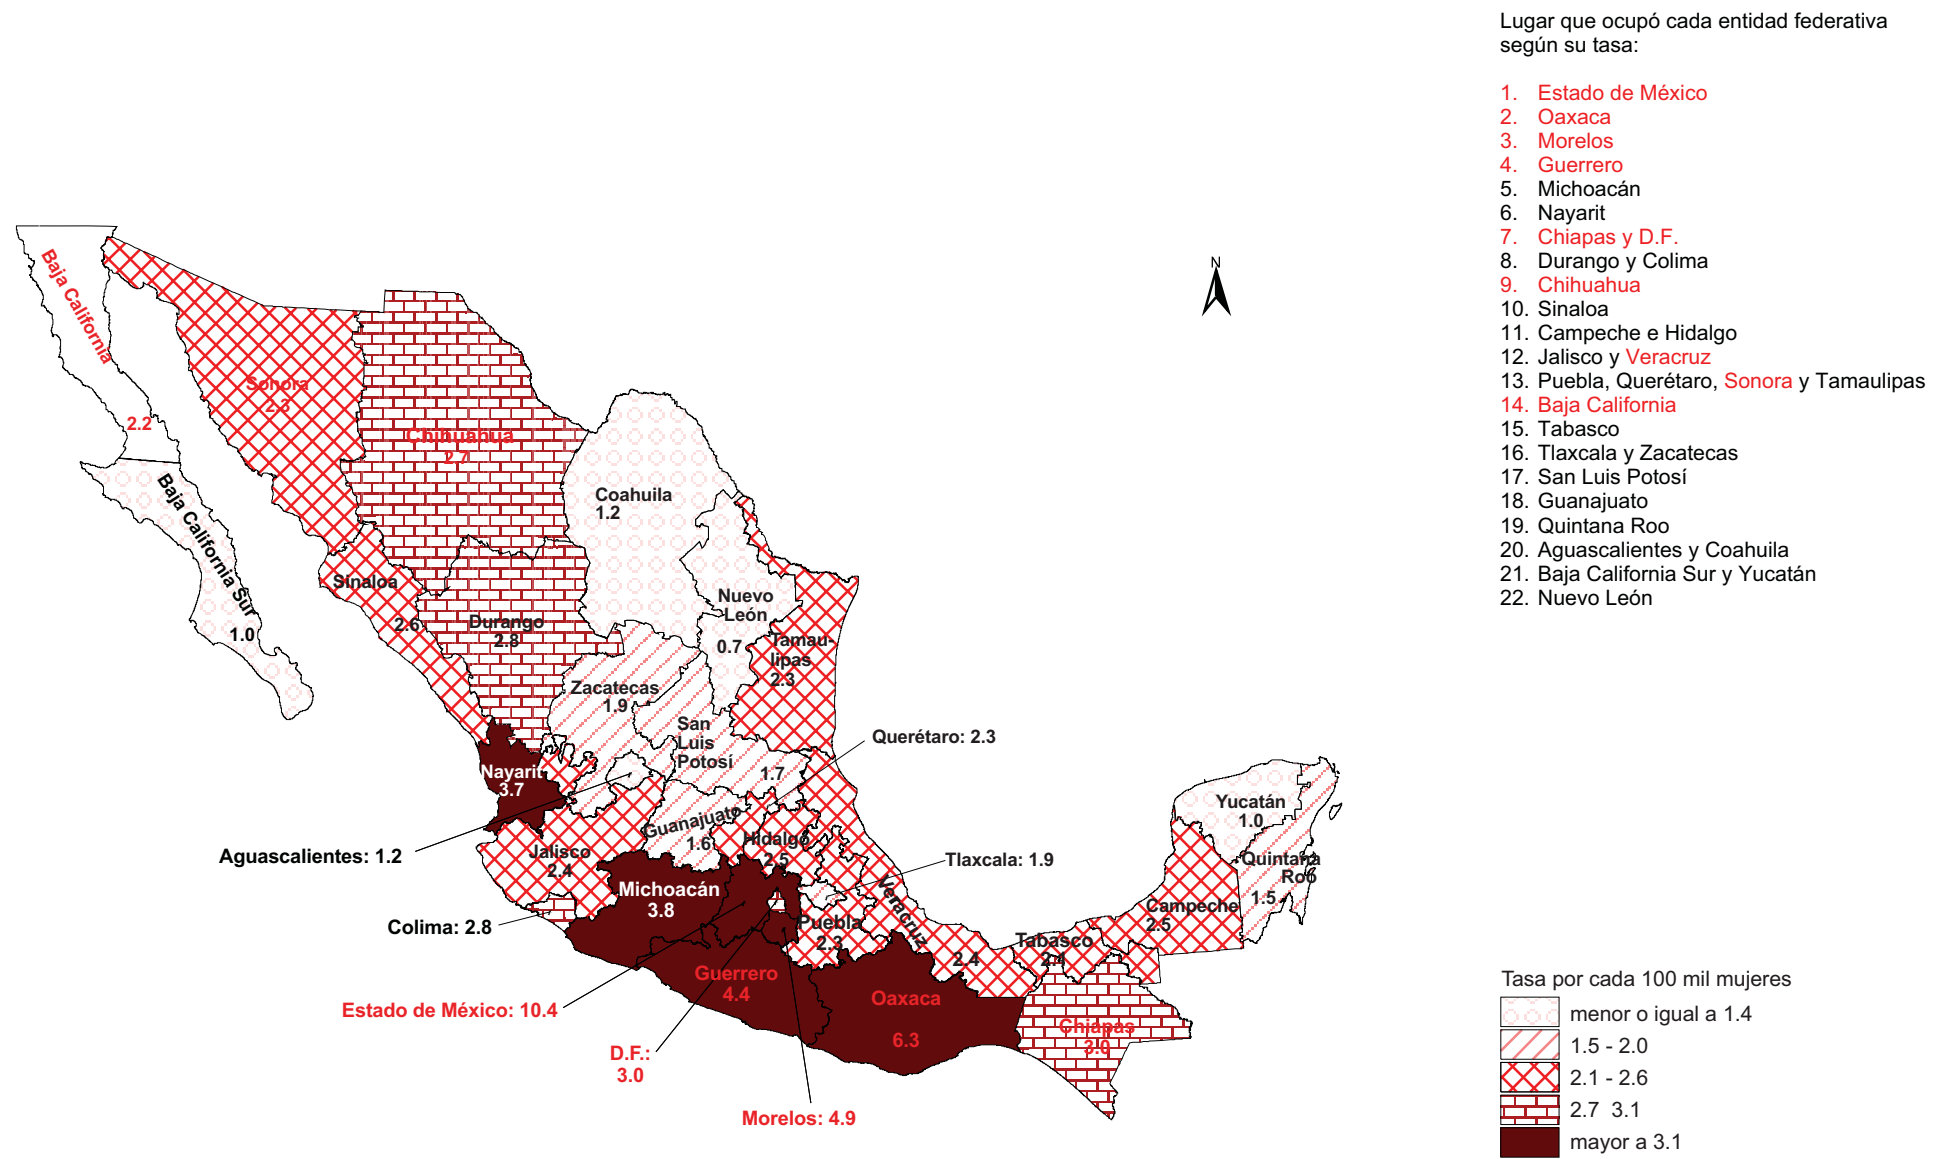 Lugar que ocupó cada entidad federativa
según su tasa:
1. Estado de México
2. Oaxaca
3. Morelos
4. Guerrero
5. Michoacán
6. Nayarit
7. Chiapas y D.F.
8. Durango y Colima
9. Chihuahua
10. Sinaloa
11. Campeche e Hidalgo
12. Jalisco y Veracruz
13. Puebla, Querétaro, Sonora y Tamaulipas
14. Baja California
15. Tabasco
16. Tlaxcala y Zacatecas
17. San Luis Potosí
18. Guanajuato
19. Quintana Roo
20. Aguascalientes y Coahuila
21. Baja California Sur y Yucatán
22. Nuevo León
N
Baja California
2.2
Sonora
2.3
Chihuahua
2.7
Coahuila
1.2
Baja California Sur
1.0
Sinaloa
2.6
Durango
2.8
Nuevo
León
0.7
Tamau-
lipas
2.3
Zacatecas
1.9
San
Luis
Potosí
1.7
Querétaro: 2.3
Nayarit
3.7
Aguascalientes: 1.2
Guanajuato
1.6
Hidalgo
2.5
Jalisco
2.4
Tlaxcala: 1.9
Yucatán
1.0
Quintana
Roo
1.5
Michoacán
3.8
Colima: 2.8
Puebla
2.3
Veracruz
2.4
Tabasco
2.4
Campeche
2.5
Guerrero
4.4
Oaxaca
6.3
Chiapas
3.0
Estado de México: 10.4
D.F.:
3.0
Morelos: 4.9
Tasa por cada 100 mil mujeres
menor o igual a 1.4
1.5 - 2.0
2.1 - 2.6
2.7 3.1
mayor a 3.1